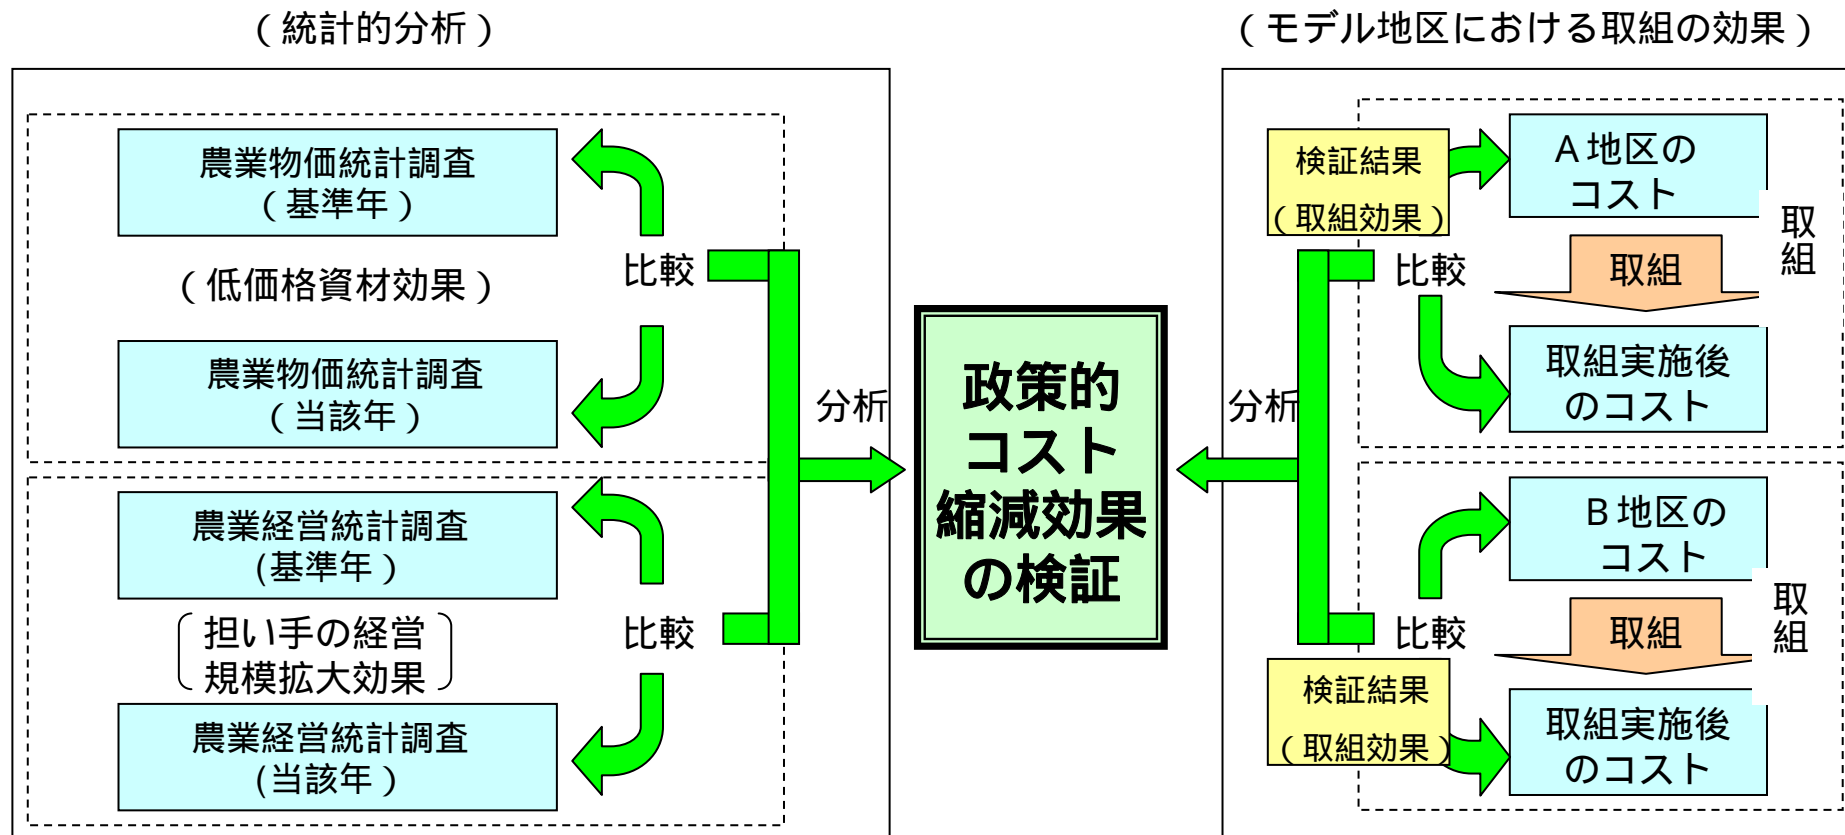 （統計的分析）
農業物価統計調査
（基準年）
（低価格資材効果）
比較
農業物価統計調査
（当該年）
農業経営統計調査
(基準年）
担い手の経営
規模拡大効果
比較
農業経営統計調査
(当該年）
分析
政策的
コスト
縮減効果
の検証
（モデル地区における取組の効果）
分析
検証結果
（取組効果）
Ａ地区の
コスト
比較
取組
取組
取組実施後
のコスト
Ｂ地区の
コスト
比較
取組
取組
検証結果
（取組効果）
取組実施後
のコスト